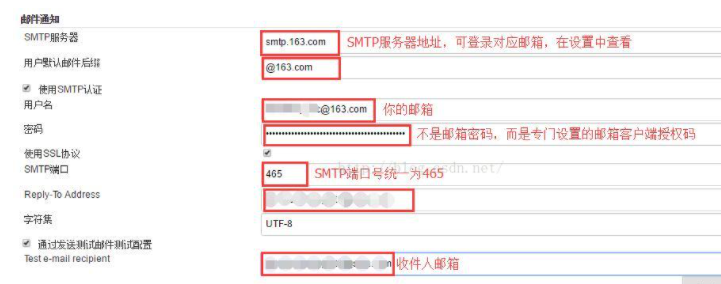 邮件通知
SMTP服务器
smtp.163.com SMTP服务器地址，可登录对应邮箱，在设置中查看
用户默认邮件后缀
@163.com
使用SMTP认证
用户名
c@163.com 你的邮箱
密码
不是邮箱密码，而是专门设置的邮箱客户端授权码
使用SSL协议
SMTP端口
465 SMTP端口号统一为465
Reply-To Address
字符集
UTF-8
通过发送测试邮件测试配置
Test e-mail recipient
收件人邮箱